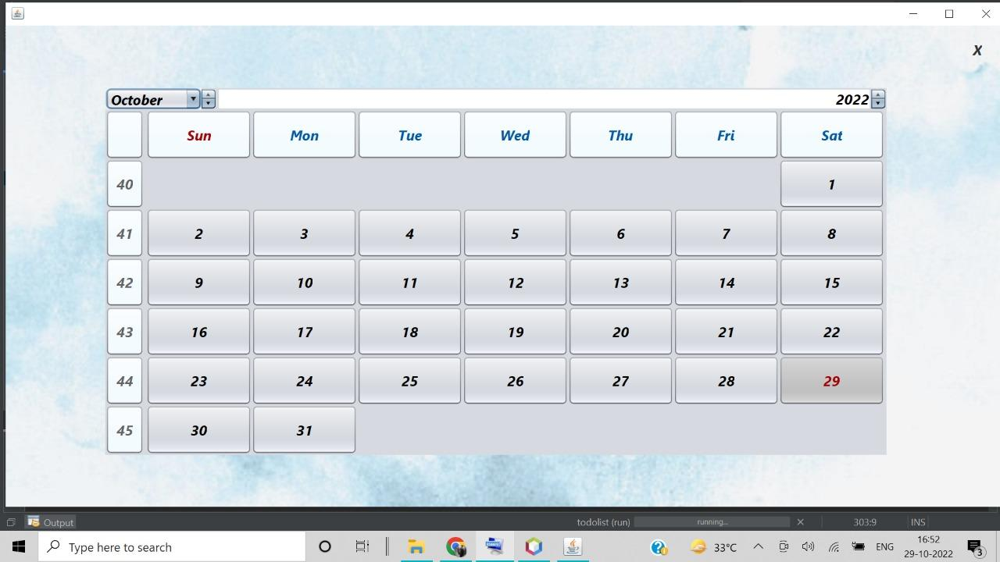 X
October 2022
Sun Mon Tue Wed Thu Fri Sat
40 1
41 2 3 4 5 6 7 8
42 9 10 11 12 13 14 15
43 16 17 18 19 20 21 22
44 23 24 25 26 27 28 29
45 30 31
Output todolist (run) running... 303:9 INS
Type here to search 33°C ENG 16:52
29-10-2022 3